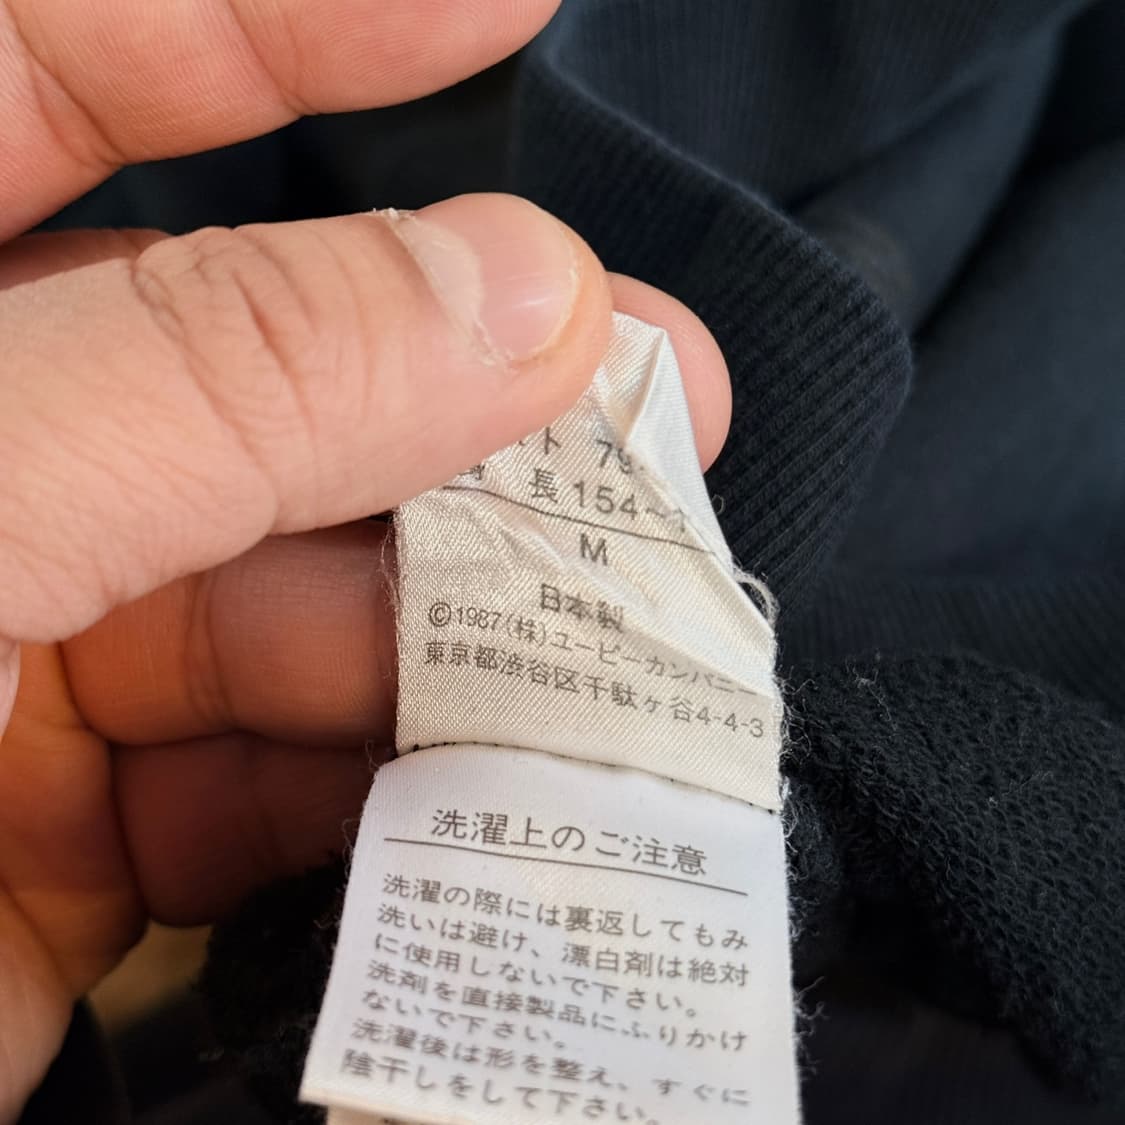 ト 79
長 154〜
M
日本製
©1987(株)ユーピーカンパニー
東京都渋谷区千駄ヶ谷4-4-3
洗濯上のご注意
洗濯の際には裏返してもみ
洗いは避け、漂白剤は絶対
に使用しないで下さい。
洗剤を直接製品にふりかけ
ないで下さい。
洗濯後は形を整え、すぐに
陰干しをして下さい。